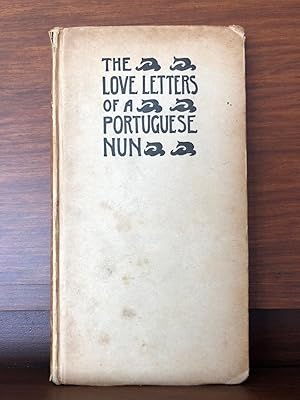 THE
LOVE LETTERS
OF A
PORTUGUESE
NUN